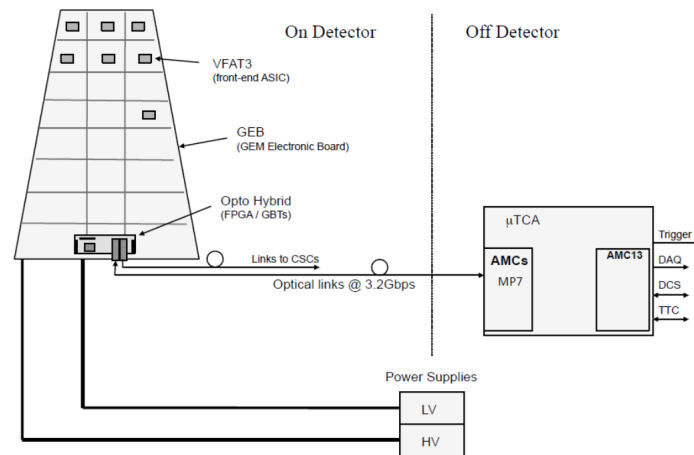 On Detector
Off Detector
VFAT3
(front-end ASIC)
GEB
(GEM Electronic Board)
Opto Hybrid
(FPGA / GBTs)
Links to CSCs
Optical links @ 3.2Gbps
μTCA
AMCs
MP7
AMC13
Trigger
DAQ
DCS
TTC
Power Supplies
LV
HV